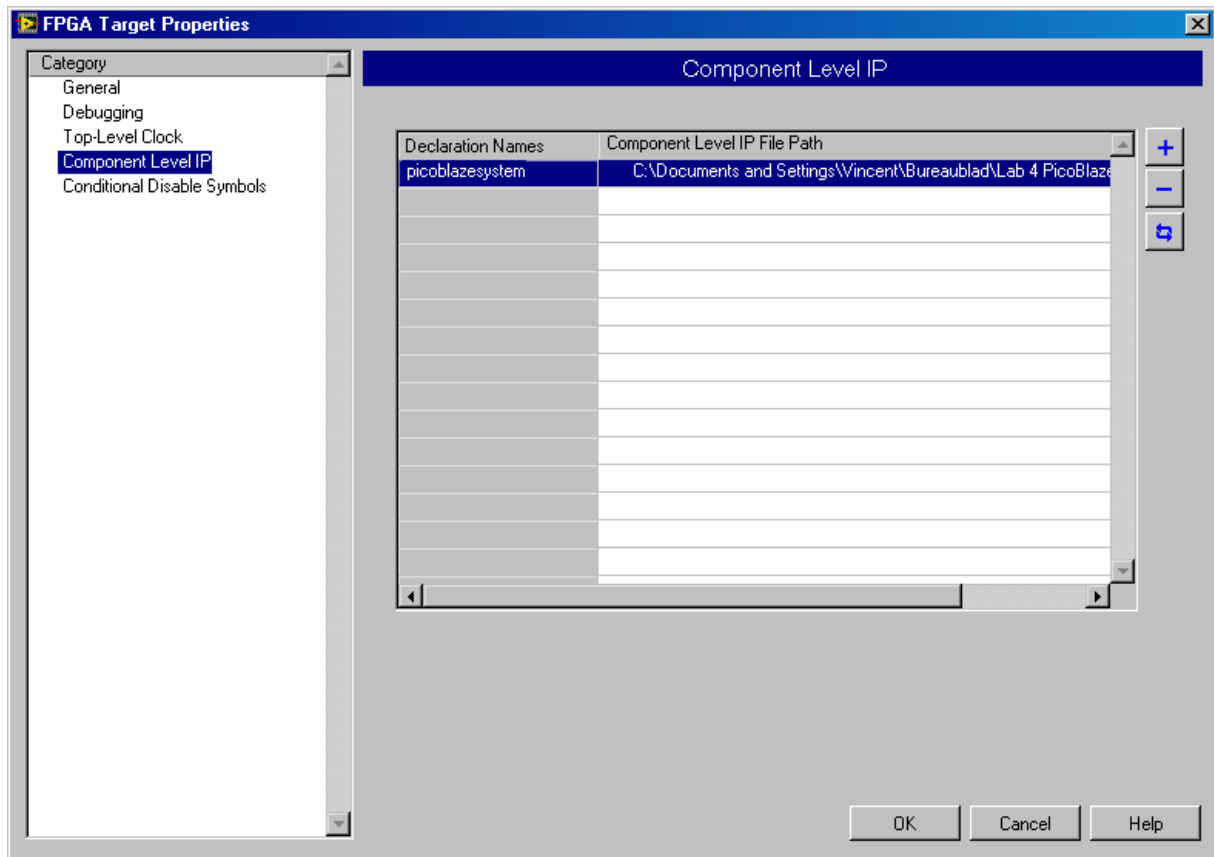 FPGA Target Properties
Category
General
Debugging
Top-Level Clock
Component Level IP
Conditional Disable Symbols
Component Level IP
Declaration Names Component Level IP File Path
picoblazesystem C:\Documents and Settings\Vincent\Bureaublad\Lab 4 PicoBlaze
OK Cancel Help